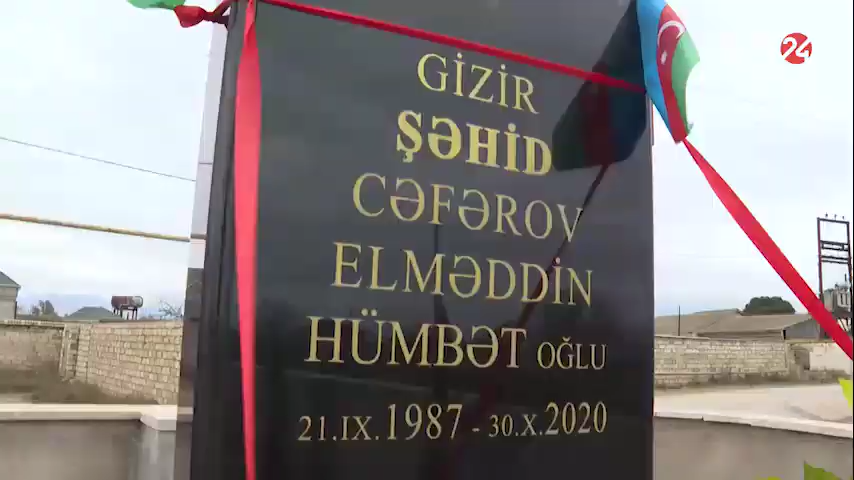 24
GİZİR
ŞƏHİD
CƏFƏROV
ELMƏDDİN
HÜMBƏT OĞLU
21.IX.1987 - 30.X.2020